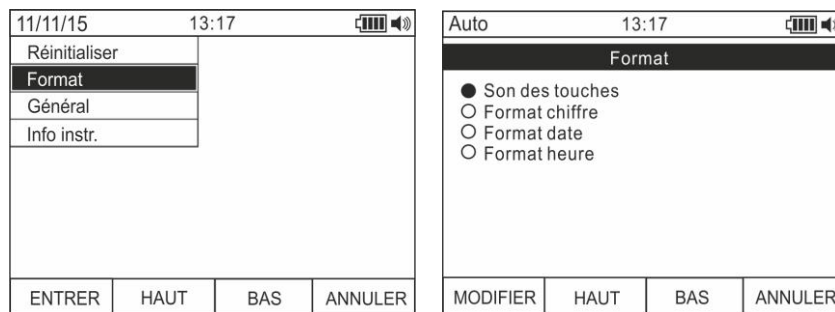 11/11/15 13:17
Réinitialiser
Format
Général
Info instr.
ENTRER HAUT BAS ANNULER
Auto 13:17
Format
Son des touches
Format chiffre
Format date
Format heure
MODIFIER HAUT BAS ANNULER